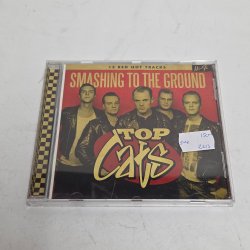 12 RED HOT TRACKS
SMASHING TO THE GROUND
TOP
Cats